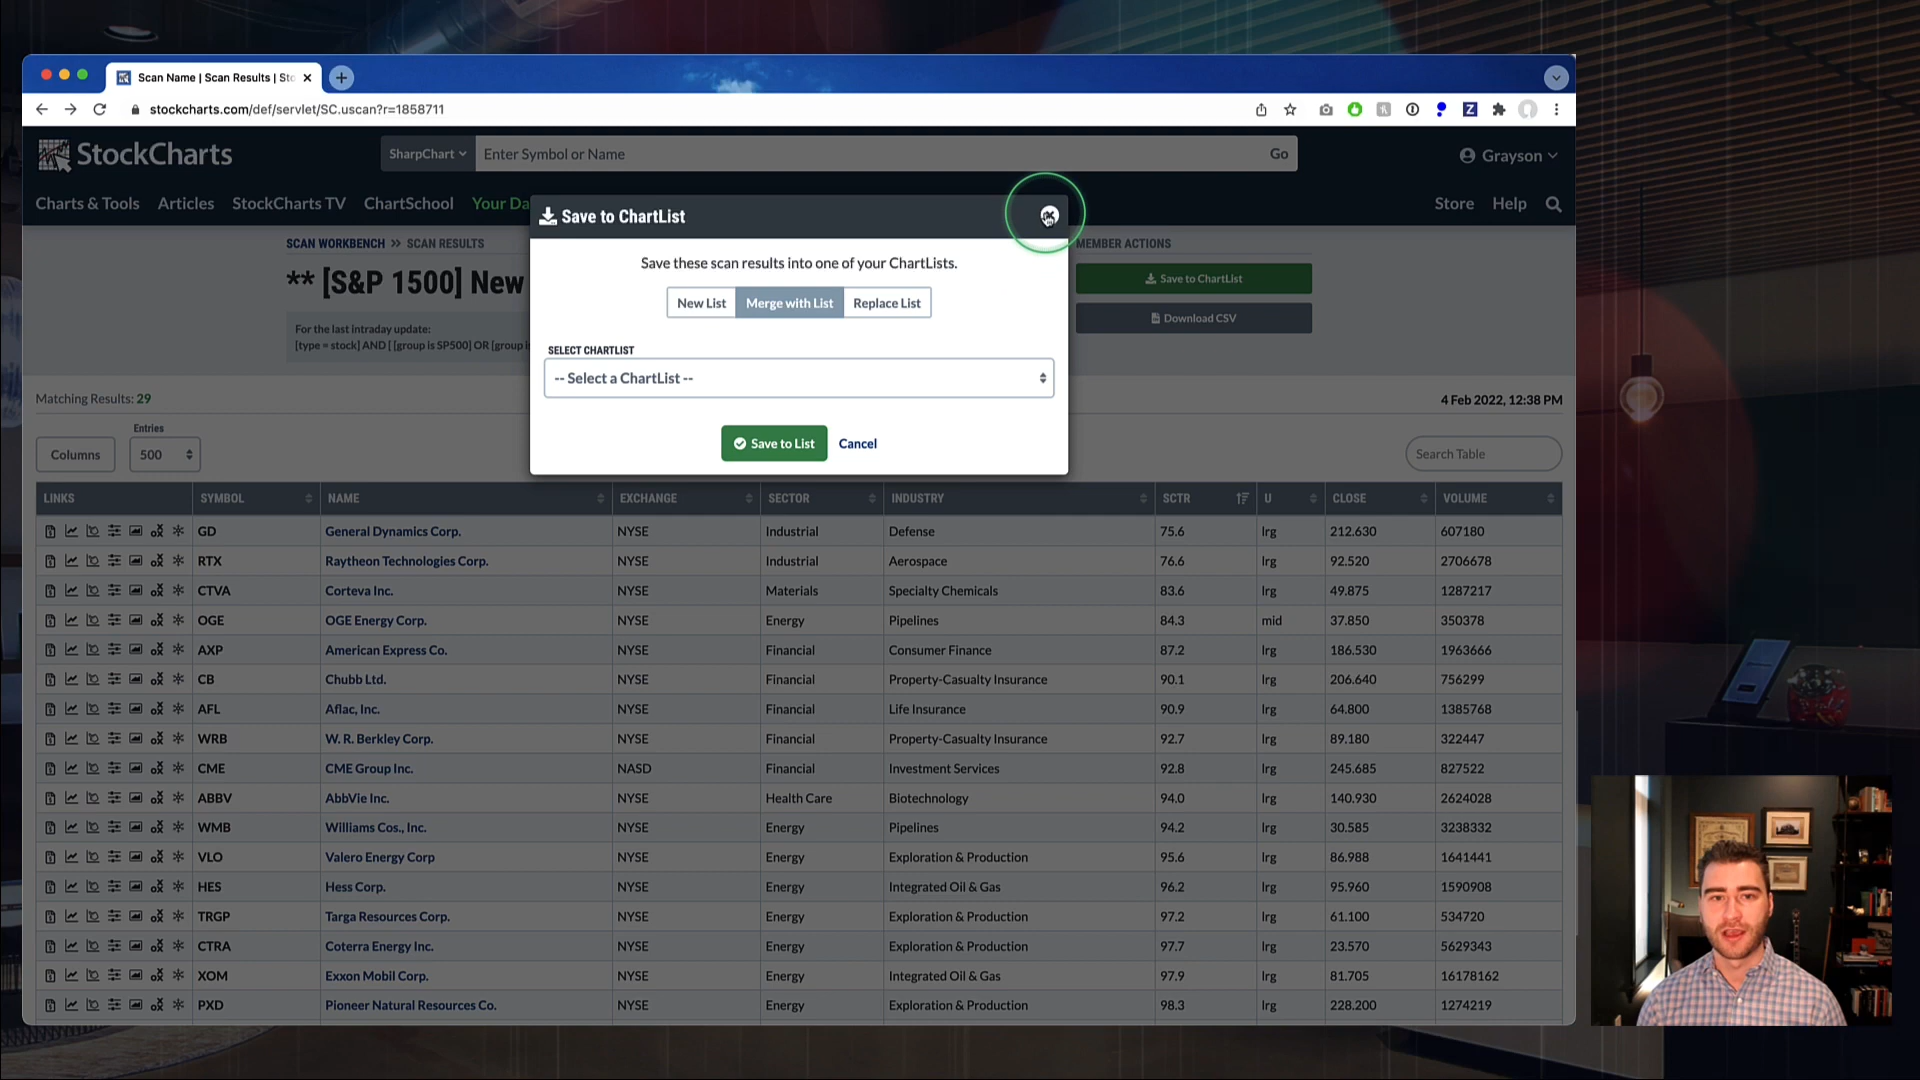 Scan Name | Scan Results | Sto
stockcharts.com/def/servlet/SC.uscan?r=1858711
StockCharts
SharpChart
Enter Symbol or Name
Go
Grayson
Charts & Tools Articles StockCharts TV ChartSchool Your Da
Store Help
Save to ChartList
SCAN WORKBENCH >> SCAN RESULTS
MEMBER ACTIONS
** [S&P 1500] New
Save to ChartList
Download CSV
For the last intraday update:
[type = stock] AND [ [group is SP500] OR [group i
Save these scan results into one of your ChartLists.
New List Merge with List Replace List
SELECT CHARTLIST
-- Select a ChartList --
Save to List Cancel
Matching Results: 29
4 Feb 2022, 12:38 PM
Entries
Columns 500
Search Table
LINKS SYMBOL NAME EXCHANGE SECTOR INDUSTRY SCTR U CLOSE VOLUME
GD General Dynamics Corp. NYSE Industrial Defense 75.6 lrg 212.630 607180
RTX Raytheon Technologies Corp. NYSE Industrial Aerospace 76.6 lrg 92.520 2706678
CTVA Corteva Inc. NYSE Materials Specialty Chemicals 83.6 lrg 49.875 1287217
OGE OGE Energy Corp. NYSE Energy Pipelines 84.3 mid 37.850 350378
AXP American Express Co. NYSE Financial Consumer Finance 87.2 lrg 186.530 1963666
CB Chubb Ltd. NYSE Financial Property-Casualty Insurance 90.1 lrg 206.640 756299
AFL Aflac, Inc. NYSE Financial Life Insurance 90.9 lrg 64.800 1385768
WRB W. R. Berkley Corp. NYSE Financial Property-Casualty Insurance 92.7 lrg 89.180 322447
CME CME Group Inc. NASD Financial Investment Services 92.8 lrg 245.685 827522
ABBV AbbVie Inc. NYSE Health Care Biotechnology 94.0 lrg 140.930 2624028
WMB Williams Cos., Inc. NYSE Energy Pipelines 94.2 lrg 30.585 3238332
VLO Valero Energy Corp NYSE Energy Exploration & Production 95.6 lrg 86.988 1641441
HES Hess Corp. NYSE Energy Integrated Oil & Gas 96.2 lrg 95.960 1590908
TRGP Targa Resources Corp. NYSE Energy Exploration & Production 97.2 lrg 61.100 534720
CTRA Coterra Energy Inc. NYSE Energy Exploration & Production 97.7 lrg 23.570 5629343
XOM Exxon Mobil Corp. NYSE Energy Integrated Oil & Gas 97.9 lrg 81.705 16178162
PXD Pioneer Natural Resources Co. NYSE Energy Exploration & Production 98.3 lrg 228.200 1274219